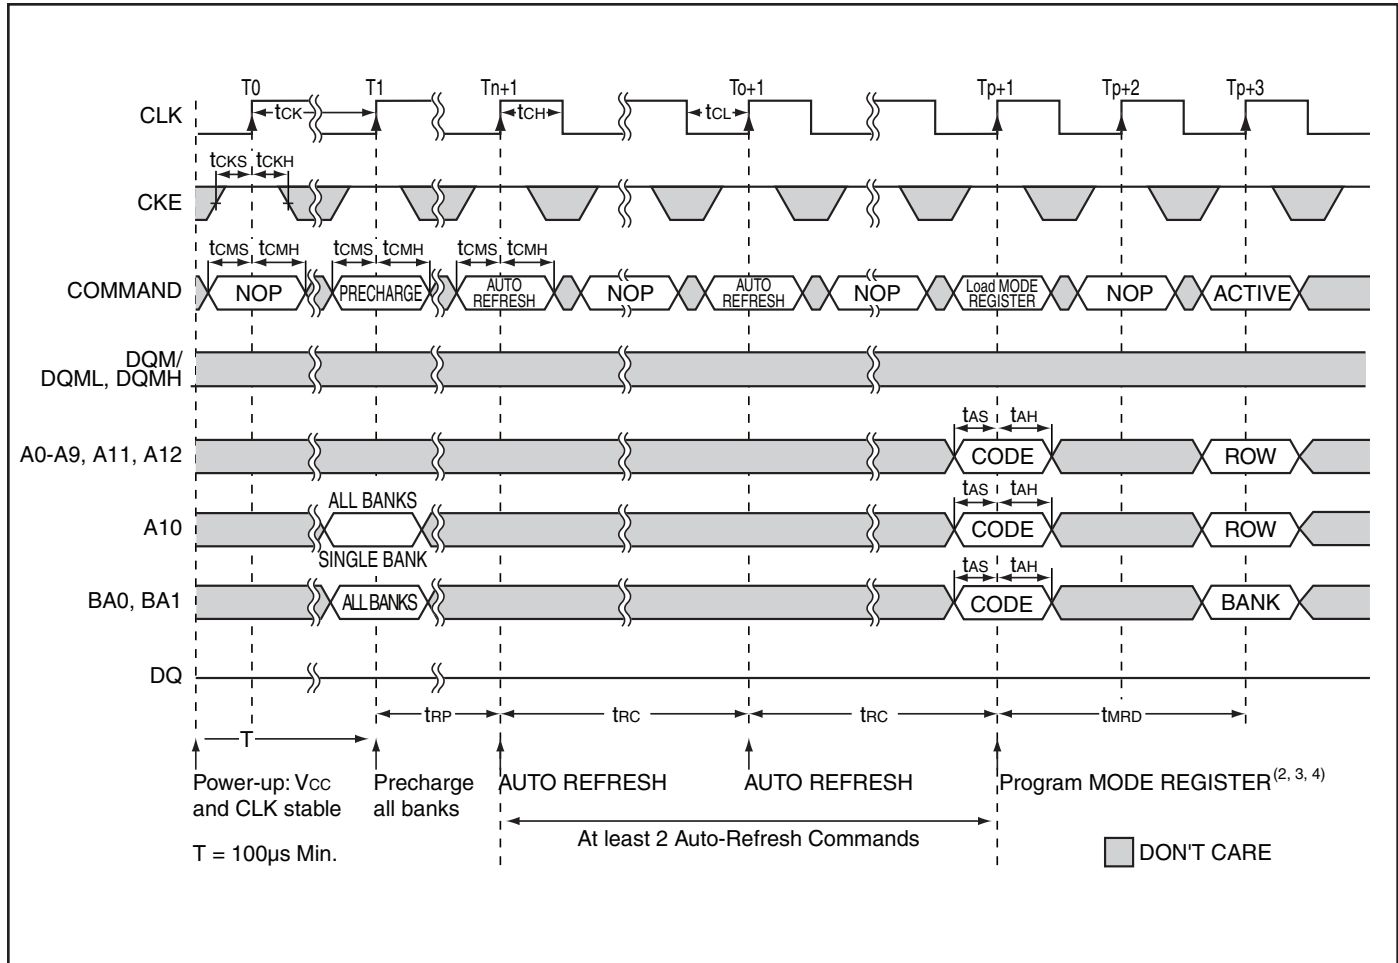 T0 T1 Tn+1 To+1 Tp+1 Tp+2 Tp+3
CLK tCK tCH tCL
tCKS tCKH
CKE
tCMS tCMH tCMS tCMH tCMS tCMH
COMMAND NOP PRECHARGE AUTO REFRESH NOP AUTO REFRESH NOP Load MODE REGISTER NOP ACTIVE
DQM/
DQML, DQMH
tAS tAH
A0-A9, A11, A12 CODE ROW
ALL BANKS tAS tAH
A10 CODE ROW
SINGLE BANK tAS tAH
BA0, BA1 ALL BANKS CODE BANK
DQ
tRP tRC tRC tMRD
T
Power-up: VCC Precharge AUTO REFRESH AUTO REFRESH Program MODE REGISTER(2, 3, 4)
and CLK stable all banks
At least 2 Auto-Refresh Commands
T = 100µs Min. DON'T CARE